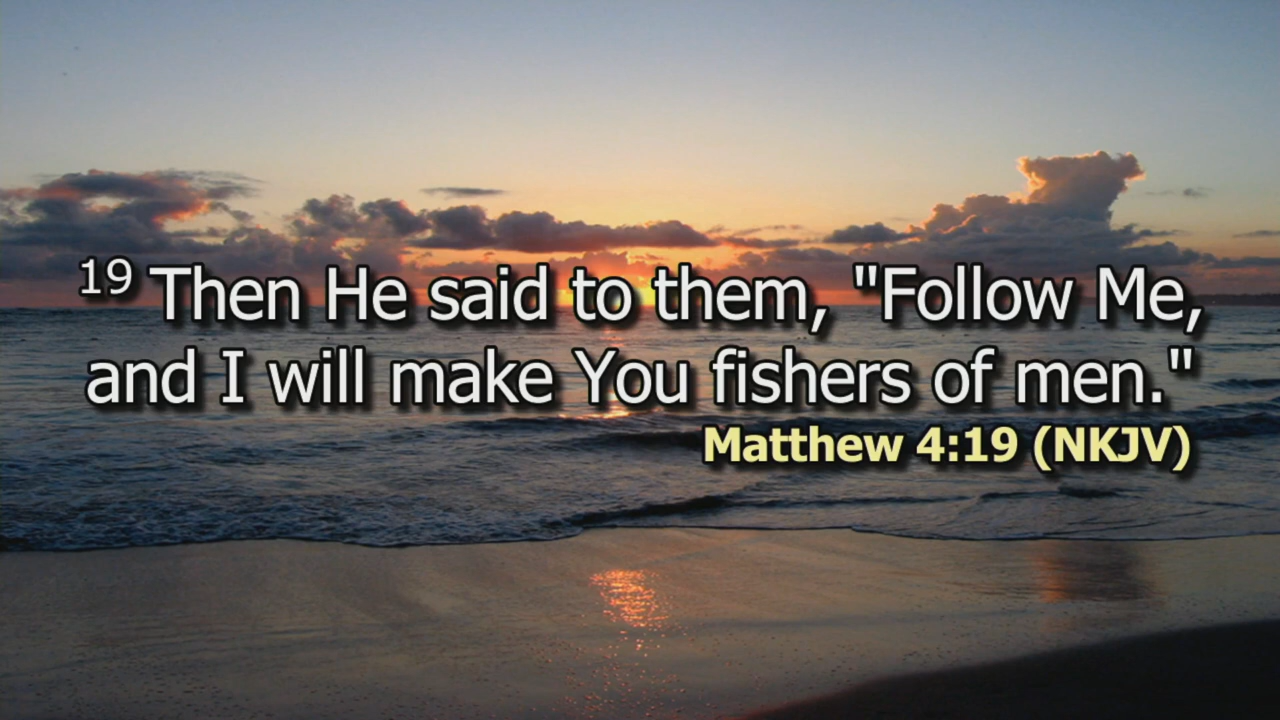 19 Then He said to them, "Follow Me,
and I will make You fishers of men."
Matthew 4:19 (NKJV)